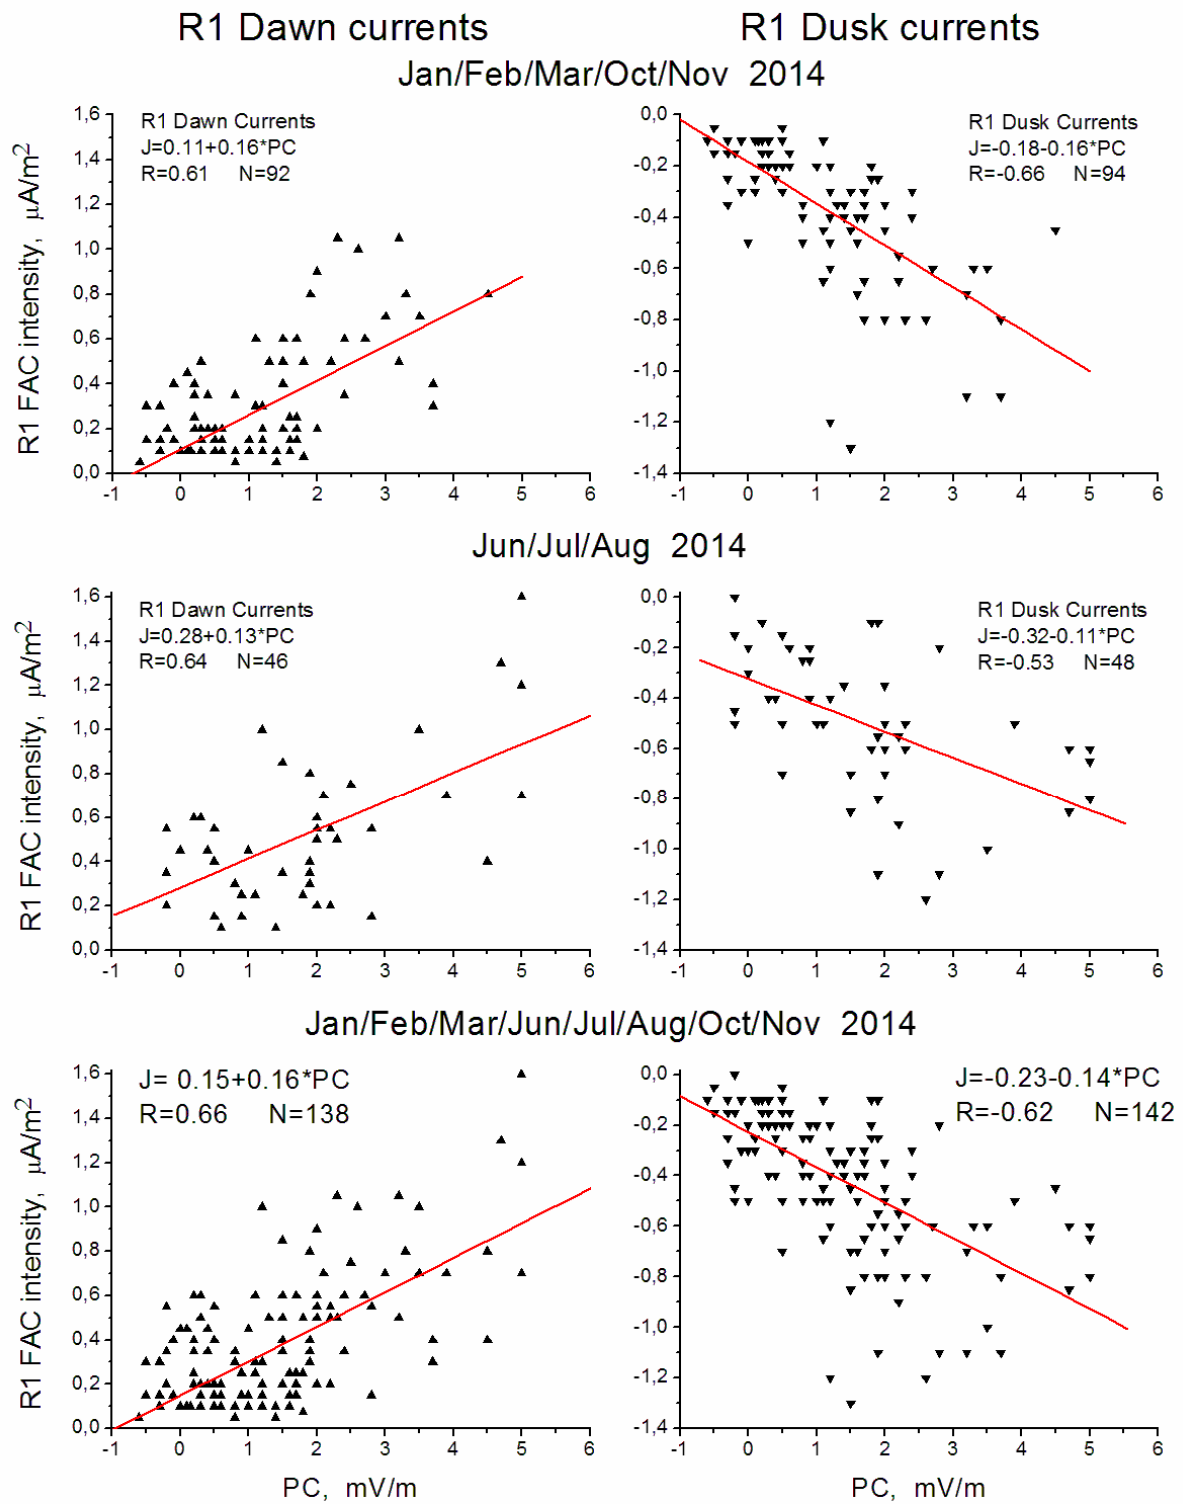 R1 Dawn currents
R1 Dusk currents
Jan/Feb/Mar/Oct/Nov 2014
R1 FAC intensity, μA/m²
1,6
1,4
1,2
1,0
0,8
0,6
0,4
0,2
0,0
R1 Dawn Currents
J=0.11+0.16*PC
R=0.61 N=92
-1 0 1 2 3 4 5 6
0,0
-0,2
-0,4
-0,6
-0,8
-1,0
-1,2
-1,4
R1 Dusk Currents
J=-0.18-0.16*PC
R=-0.66 N=94
-1 0 1 2 3 4 5 6
Jun/Jul/Aug 2014
R1 FAC intensity, μA/m²
1,6
1,4
1,2
1,0
0,8
0,6
0,4
0,2
0,0
R1 Dawn Currents
J=0.28+0.13*PC
R=0.64 N=46
-1 0 1 2 3 4 5 6
0,0
-0,2
-0,4
-0,6
-0,8
-1,0
-1,2
-1,4
R1 Dusk Currents
J=-0.32-0.11*PC
R=-0.53 N=48
-1 0 1 2 3 4 5 6
Jan/Feb/Mar/Jun/Jul/Aug/Oct/Nov 2014
R1 FAC intensity, μA/m²
1,6
1,4
1,2
1,0
0,8
0,6
0,4
0,2
0,0
J= 0.15+0.16*PC
R=0.66 N=138
-1 0 1 2 3 4 5 6
PC, mV/m
0,0
-0,2
-0,4
-0,6
-0,8
-1,0
-1,2
-1,4
J=-0.23-0.14*PC
R=-0.62 N=142
-1 0 1 2 3 4 5 6
PC, mV/m